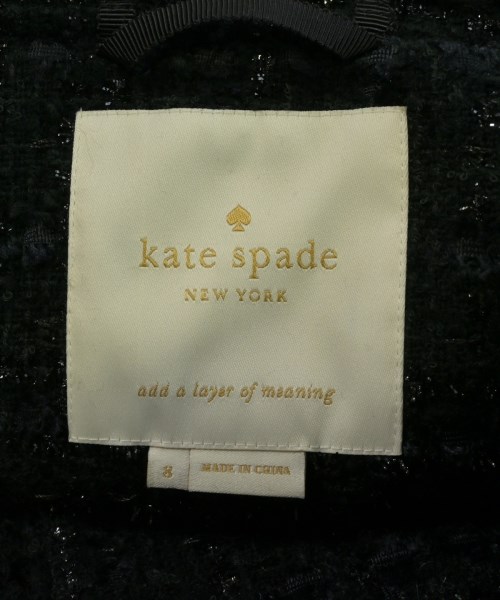 kate spade
NEW YORK
add a layer of meaning
8
MADE IN CHINA